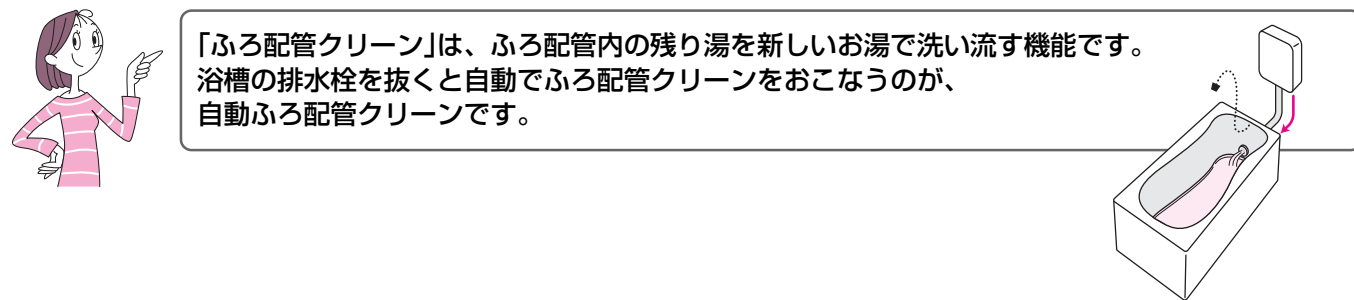 「ふろ配管クリーン」は、ふろ配管内の残り湯を新しいお湯で洗い流す機能です。
浴槽の排水栓を抜くと自動でふろ配管クリーンをおこなうのが、
自動ふろ配管クリーンです。